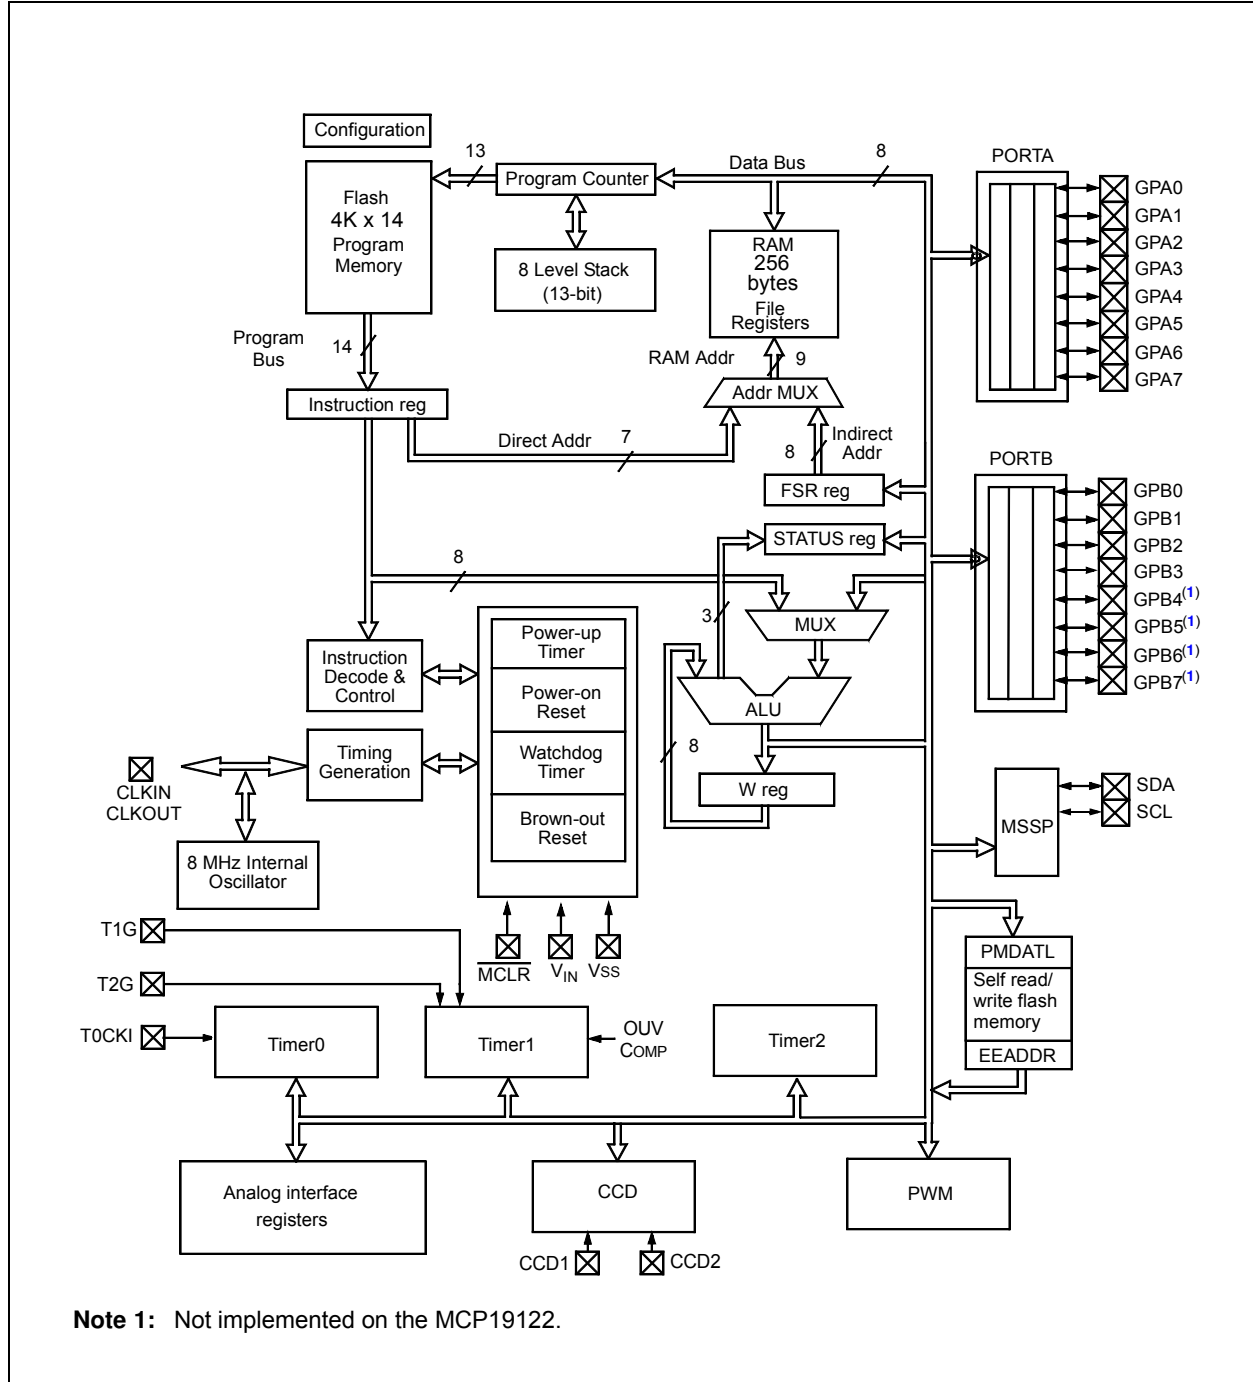 Configuration
Flash
4K x 14
Program
Memory
13
Program Counter
8 Level Stack
(13-bit)
Data Bus
8
RAM
256
bytes
File
Registers
RAM Addr
9
Addr MUX
Program
Bus
14
Instruction reg
Direct Addr
7
8
Indirect
Addr
FSR reg
STATUS reg
8
3
MUX
ALU
8
W reg
Instruction
Decode &
Control
Timing
Generation
Power-up
Timer
Power-on
Reset
Watchdog
Timer
Brown-out
Reset
CLKIN
CLKOUT
8 MHz Internal
Oscillator
MCLR
VIN
VSS
T1G
T2G
T0CKI
Timer0
Timer1
OUV
COMP
Timer2
Analog interface
registers
CCD
CCD1
CCD2
PWM
PORTA
GPA0
GPA1
GPA2
GPA3
GPA4
GPA5
GPA6
GPA7
PORTB
GPB0
GPB1
GPB2
GPB3
GPB4(1)
GPB5(1)
GPB6(1)
GPB7(1)
MSSP
SDA
SCL
PMDATL
Self read/
write flash
memory
EEADDR
Note 1: Not implemented on the MCP19122.